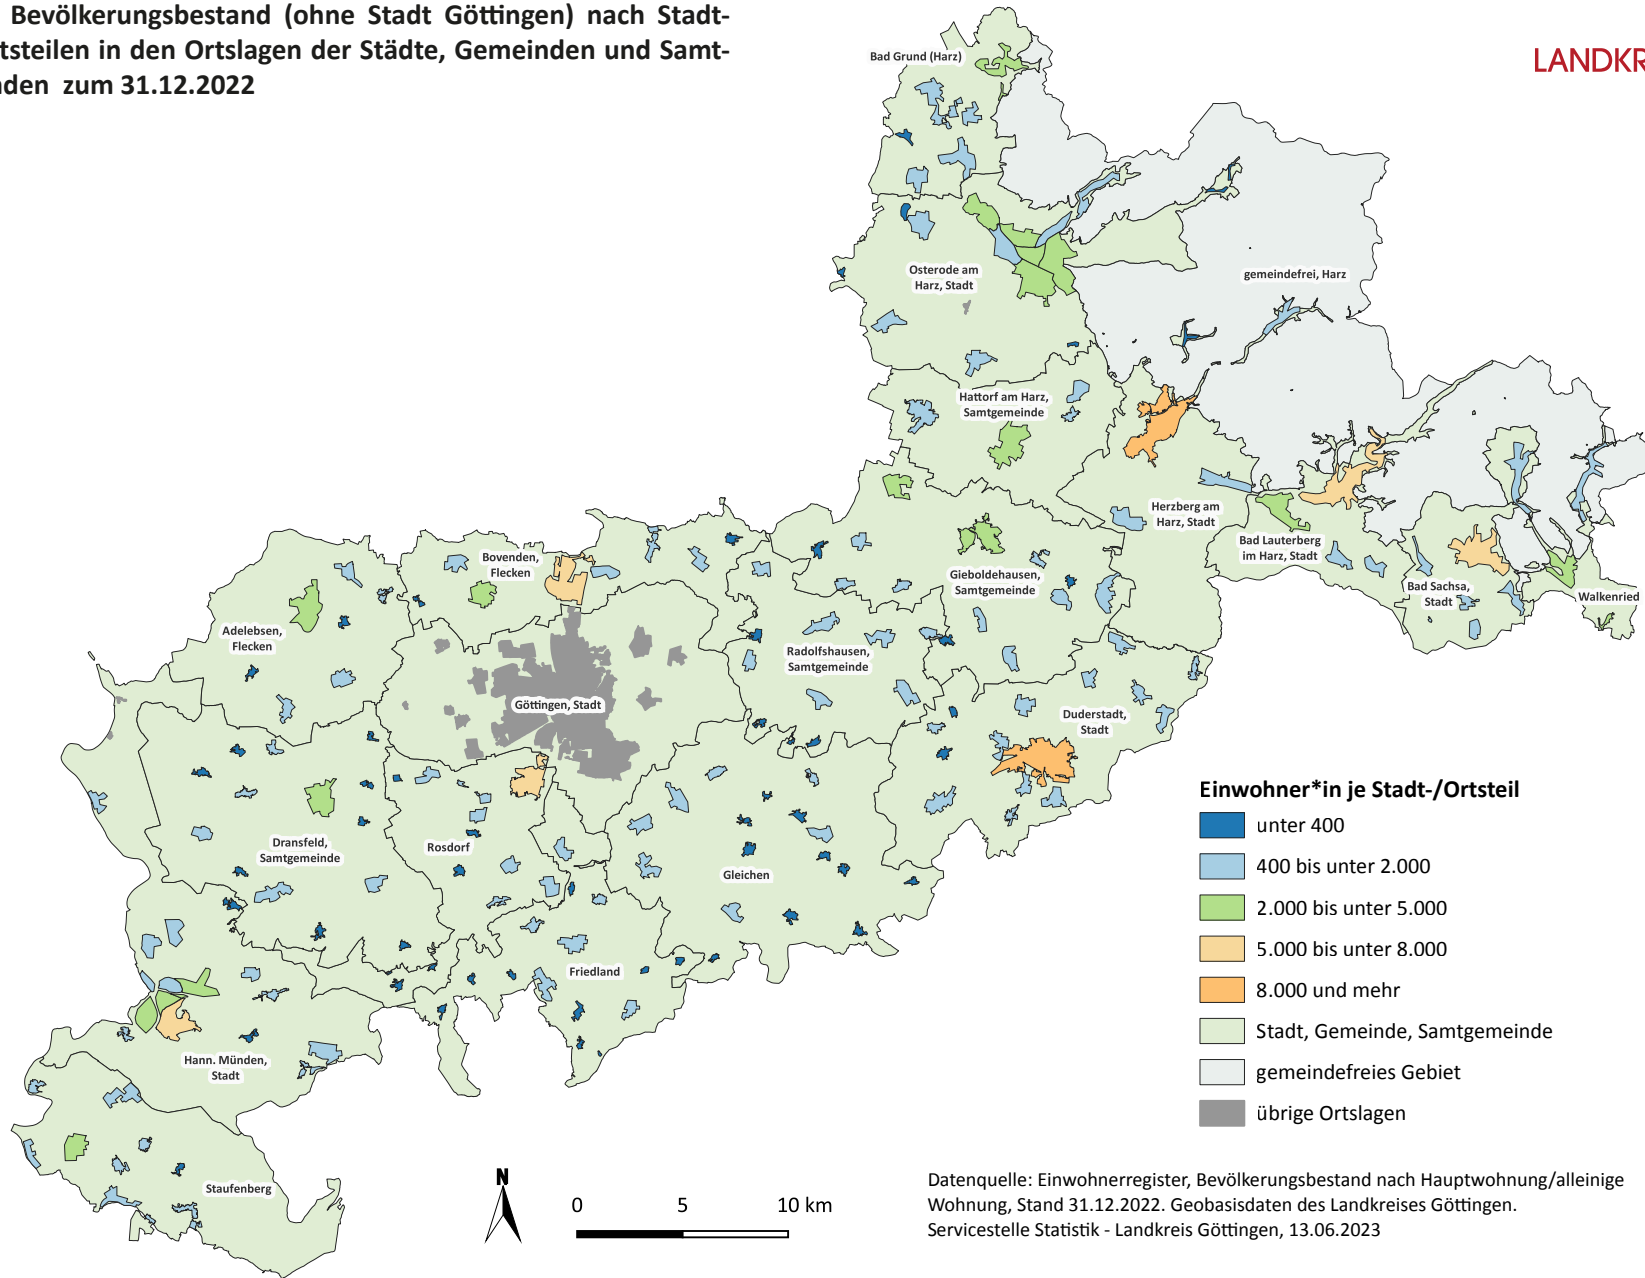 Bevölkerungsbestand (ohne Stadt Göttingen) nach Stadt-
tsteilen in den Ortslagen der Städte, Gemeinden und Samt-
nden zum 31.12.2022
LANDKR
Bad Grund (Harz)
Osterode am
Harz, Stadt
gemeindefrei, Harz
Hattorf am Harz,
Samtgemeinde
Herzberg am
Harz, Stadt
Bad Lauterberg
im Harz, Stadt
Bad Sachsa,
Stadt
Walkenried
Bovenden,
Flecken
Gieboldehausen,
Samtgemeinde
Adelebsen,
Flecken
Radolfshausen,
Samtgemeinde
Göttingen, Stadt
Duderstadt,
Stadt
Dransfeld,
Samtgemeinde
Rosdorf
Gleichen
Friedland
Hann. Münden,
Stadt
Staufenberg
Einwohner*in je Stadt-/Ortsteil
unter 400
400 bis unter 2.000
2.000 bis unter 5.000
5.000 bis unter 8.000
8.000 und mehr
Stadt, Gemeinde, Samtgemeinde
gemeindefreies Gebiet
übrige Ortslagen
N
0 5 10 km
Datenquelle: Einwohnerregister, Bevölkerungsbestand nach Hauptwohnung/alleinige
Wohnung, Stand 31.12.2022. Geobasisdaten des Landkreises Göttingen.
Servicestelle Statistik - Landkreis Göttingen, 13.06.2023